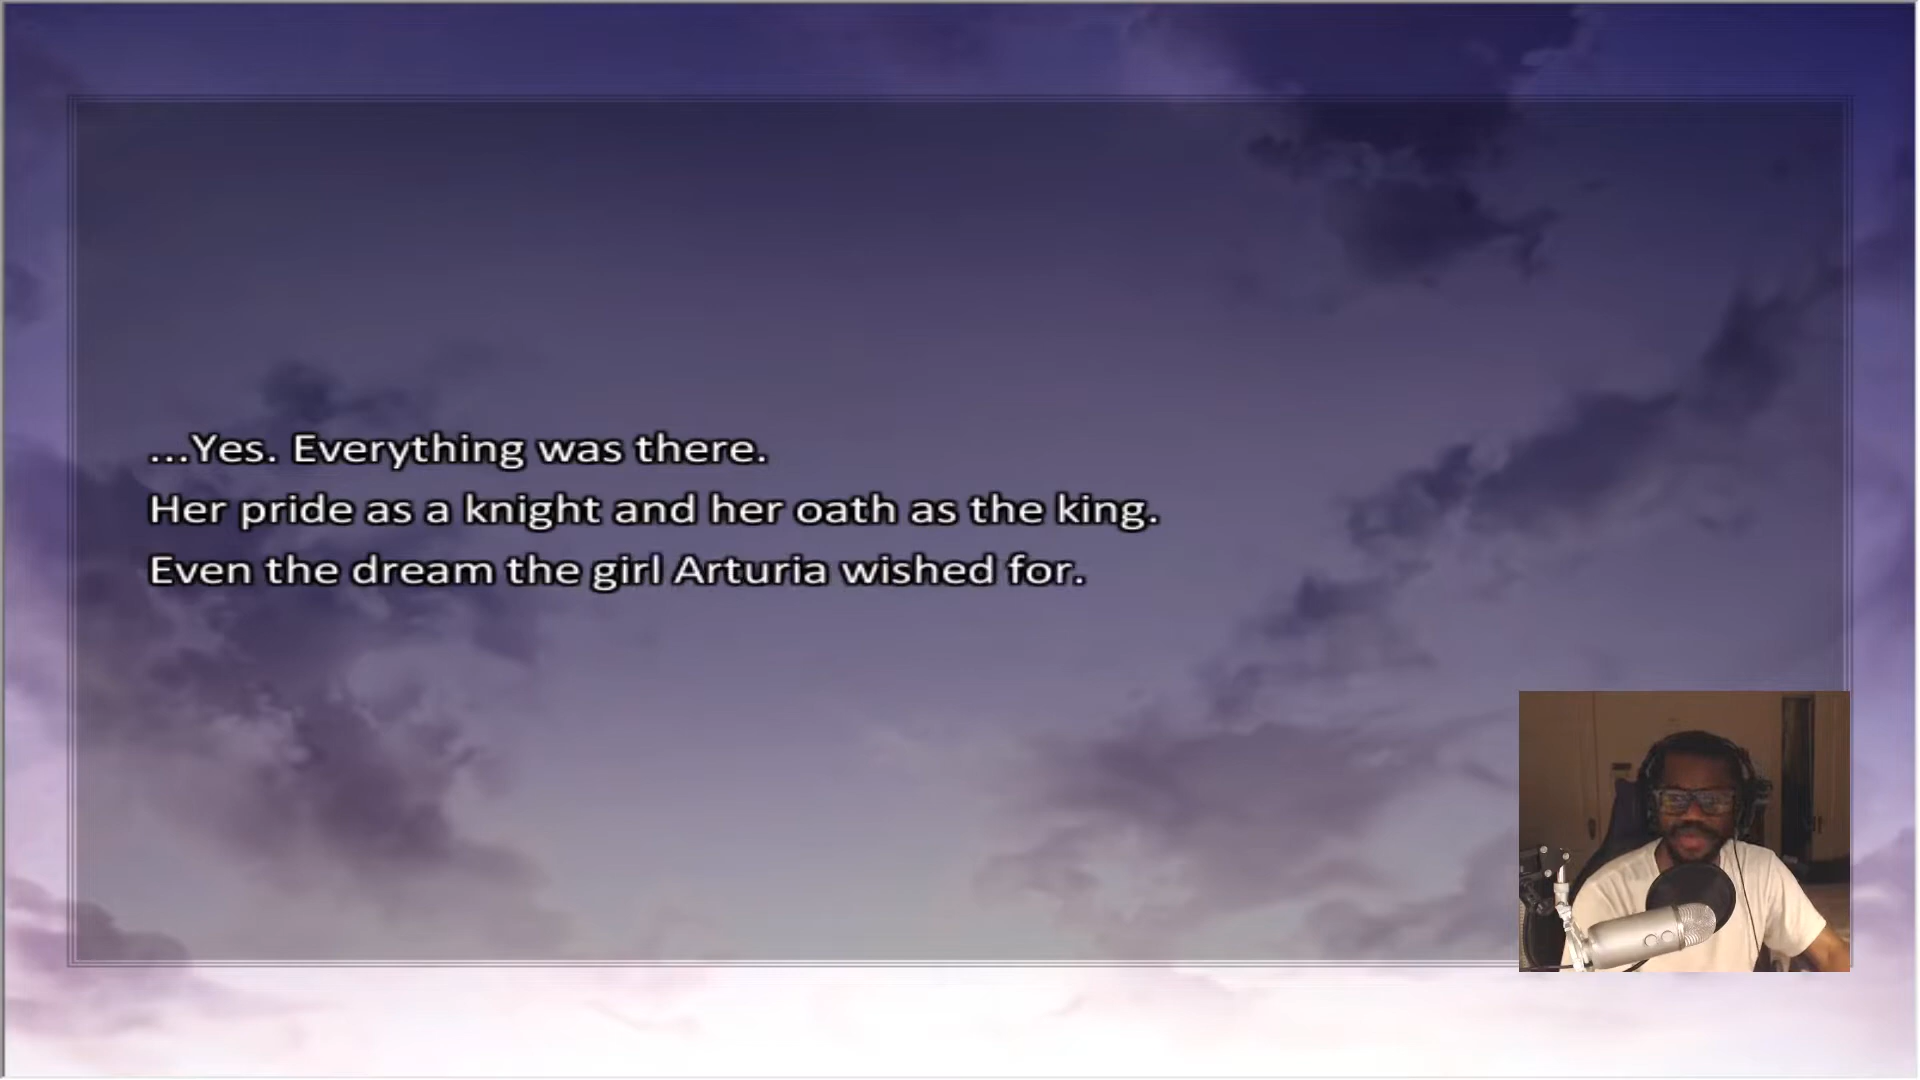 ...Yes. Everything was there.
Her pride as a knight and her oath as the king.
Even the dream the girl Arturia wished for.